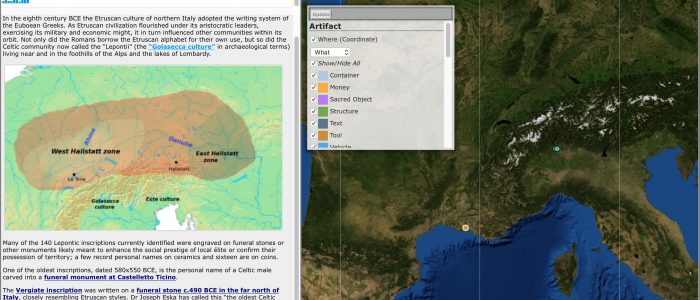 In the eighth century BCE the Etruscan culture of northern Italy adopted the writing system of
the Euboean Greeks. As Etruscan civilization flourished under its aristocratic leaders,
exercising its military and economic might, it in turn influenced other communities within its
orbit. Not only did the Romans borrow the Etruscan alphabet for their own use, but so did the
Celtic community now called the "Lepontii" (the "Golasecca culture" in archaeological terms)
living near and in the foothills of the Alps and the lakes of Lombardy.
West Hallstatt zone
Rhine
Danube
East Hallstatt
zone
La Tène
Hallstatt
Golasecca
culture
Este culture
Many of the 140 Lepontic inscriptions currently identified were engraved on funeral stones or
other monuments likely meant to enhance the social prestige of local élite or confirm their
possession of territory; a few record personal names on ceramics and sixteen are on coins.
One of the oldest inscriptions, dated 580±50 BCE, is the personal name of a Celtic male
carved into a funeral monument at Castelletto Ticino.
The Vergiate inscription was written on a funeral stone c.490 BCE in the far north of
Italy, closely resembling Etruscan styles. Dr Joseph Eska has called this "the oldest Celtic
Update
Artifact
Where (Coordinate)
What
Show/Hide All
Container
Money
Sacred Object
Structure
Text
Tool
Vehicle